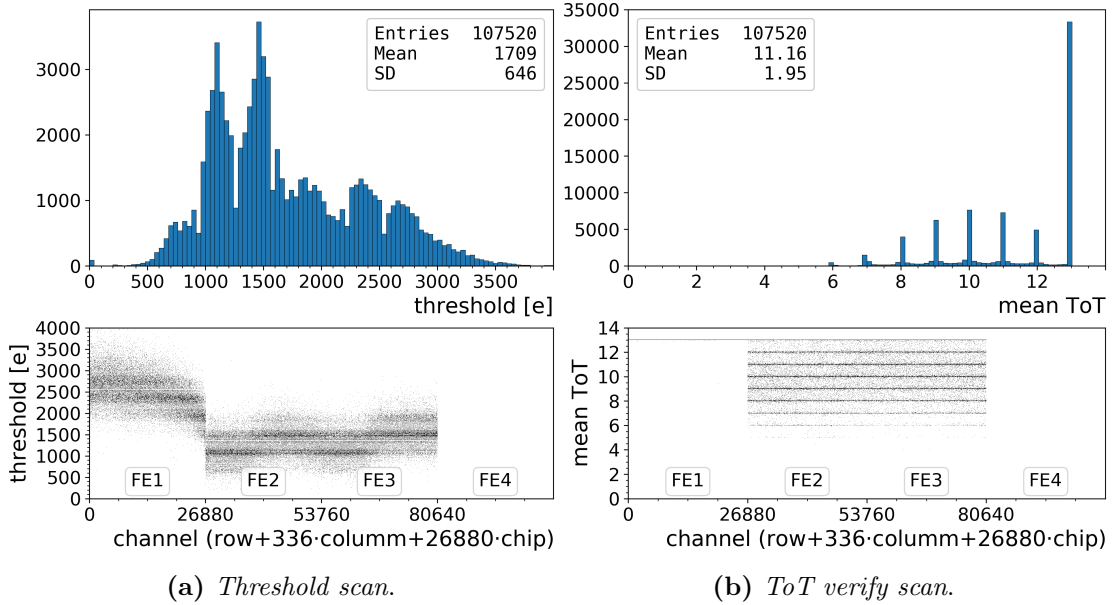 Entries 107520
Mean 1709
SD 646
3000
2000
1000
0
0 500 1000 1500 2000 2500 3000 3500
threshold [e]
35000
30000
25000
20000
15000
10000
5000
0
Entries 107520
Mean 11.16
SD 1.95
0 2 4 6 8 10 12
mean ToT
threshold [e]
4000
3500
3000
2500
2000
1500
1000
500
0
FE1 FE2 FE3 FE4
0 26880 53760 80640
channel (row+336·columm+26880·chip)
mean ToT
14
12
10
8
6
4
2
0
FE1 FE2 FE3 FE4
0 26880 53760 80640
channel (row+336·columm+26880·chip)
(a) Threshold scan.
(b) ToT verify scan.